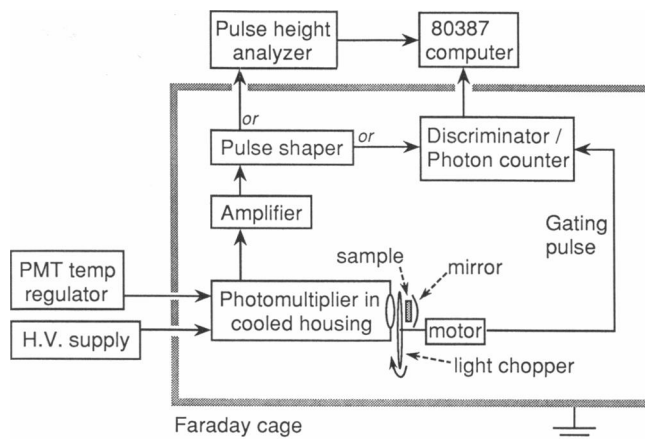 Pulse height
analyzer
80387
computer
or
Pulse shaper
or
Discriminator /
Photon counter
Amplifier
Gating
pulse
PMT temp
regulator
sample
mirror
Photomultiplier in
cooled housing
motor
H.V. supply
light chopper
Faraday cage